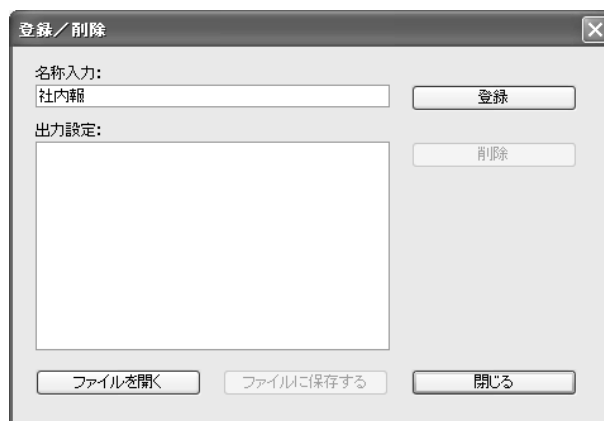 登録／削除
名称入力:
社内報
登録
出力設定:
削除
ファイルを開く
ファイルに保存する
閉じる